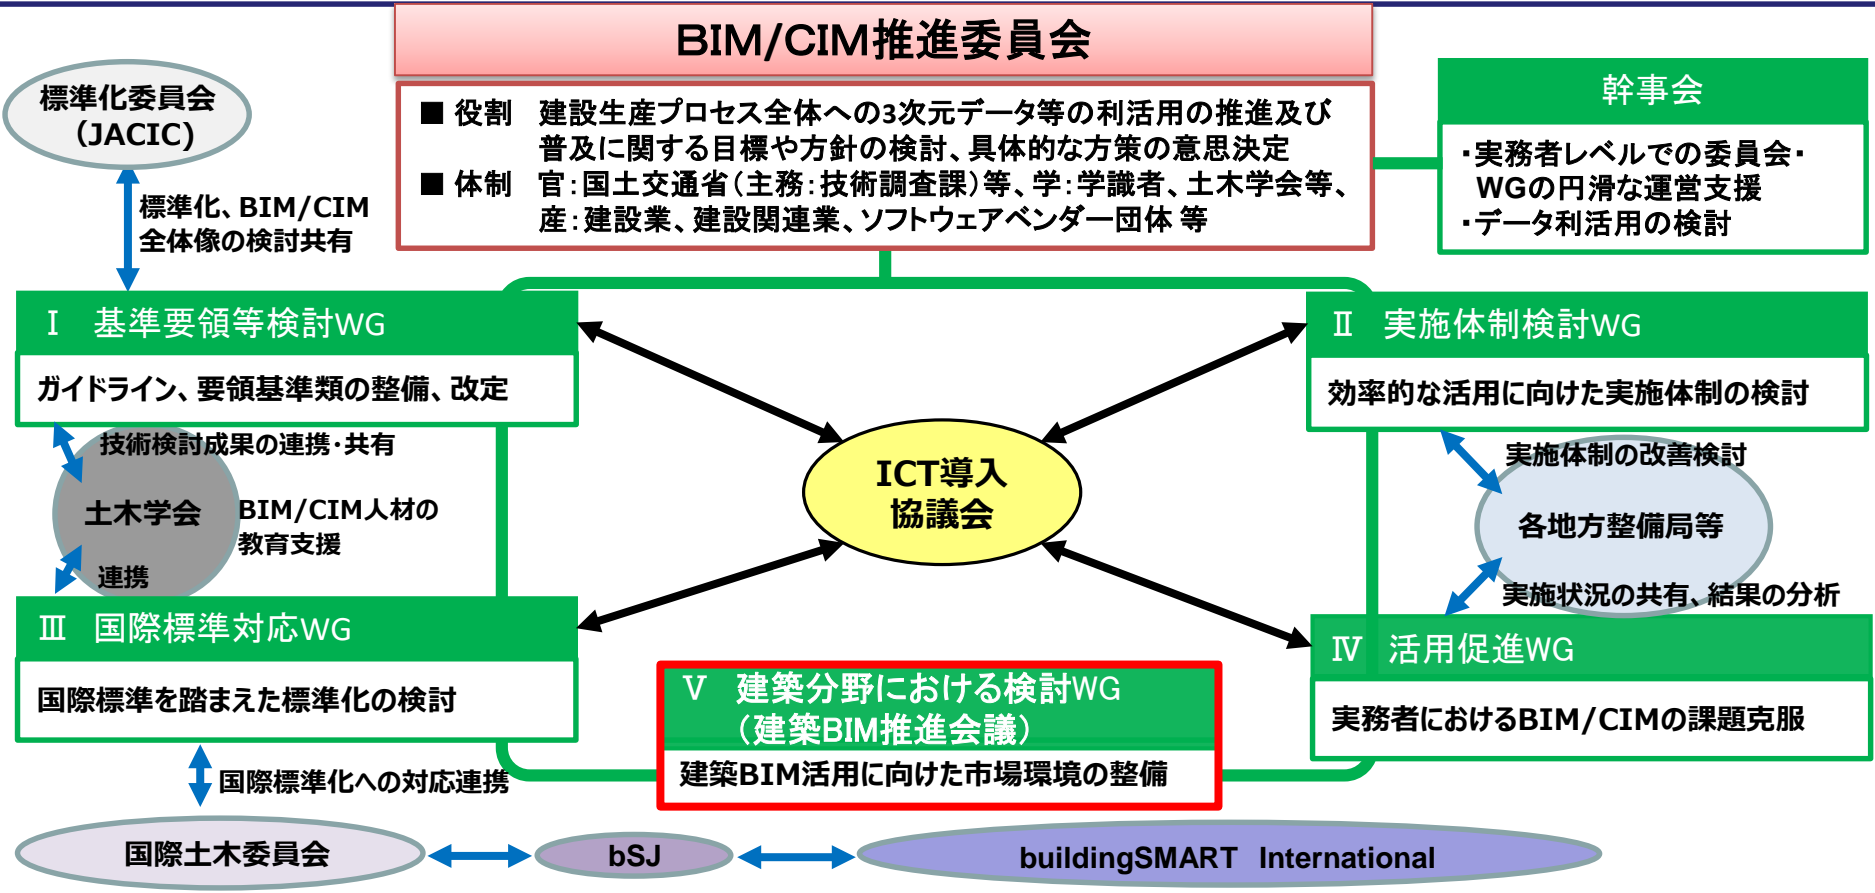 BIM/CIM推進委員会
標準化委員会
（JACIC)
■ 役割　建設生産プロセス全体への3次元データ等の利活用の推進及び
普及に関する目標や方針の検討、具体的な方策の意思決定
■ 体制　官：国土交通省（主務：技術調査課）等、学：学識者、土木学会等、
産：建設業、建設関連業、ソフトウェアベンダー団体 等
幹事会
・実務者レベルでの委員会・
WGの円滑な運営支援
・データ利活用の検討
標準化、BIM/CIM
全体像の検討共有
Ⅰ　基準要領等検討WG
ガイドライン、要領基準類の整備、改定
Ⅱ　実施体制検討WG
効率的な活用に向けた実施体制の検討
技術検討成果の連携・共有
土木学会
BIM/CIM人材の
教育支援
連携
ICT導入
協議会
実施体制の改善検討
各地方整備局等
実施状況の共有、結果の分析
Ⅲ　国際標準対応WG
国際標準を踏まえた標準化の検討
Ⅳ　活用促進WG
実務者におけるBIM/CIMの課題克服
Ⅴ　建築分野における検討WG
（建築BIM推進会議）
建築BIM活用に向けた市場環境の整備
国際標準化への対応連携
国際土木委員会
bSJ
buildingSMART　International